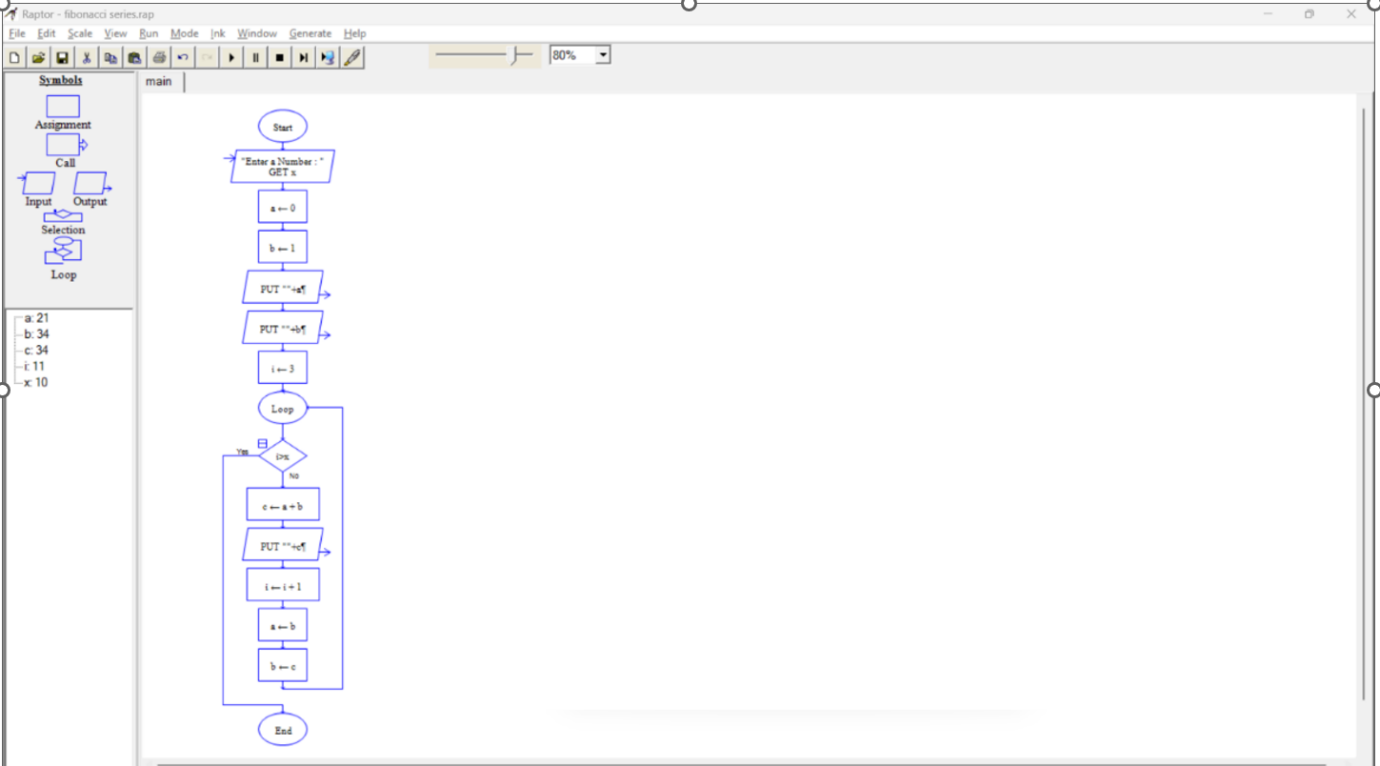 Raptor - fibonacci series.rap
File Edit Scale View Run Mode Ink Window Generate Help
80%
Symbols
Assignment
Call
Input Output
Selection
Loop
a: 21
b: 34
c: 34
i: 11
x: 10
main
Start
"Enter a Number : "
GET x
a ← 0
b ← 1
PUT ""+a¶
PUT ""+b¶
i ← 3
Loop
Yes
i>x
No
c ← a + b
PUT ""+c¶
i ← i + 1
a ← b
b ← c
End